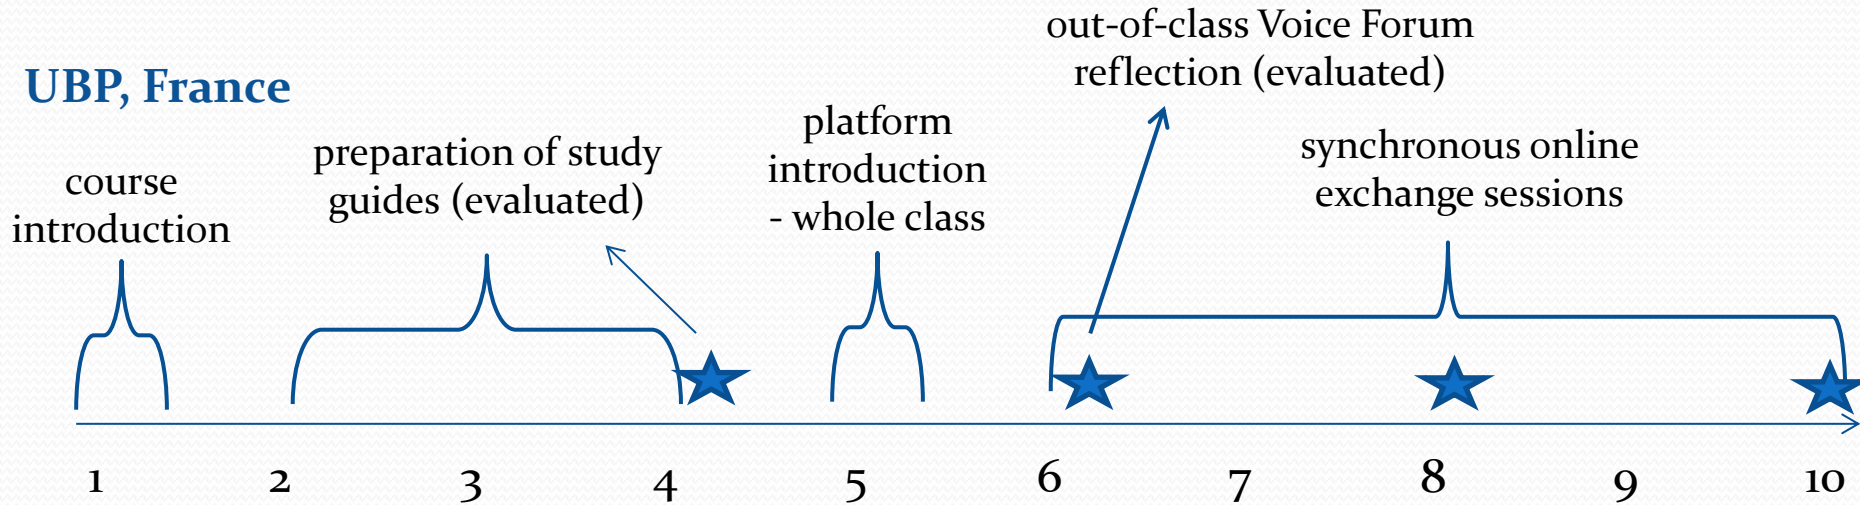 UBP, France
course
introduction
preparation of study
guides (evaluated)
platform
introduction
- whole class
out-of-class Voice Forum
reflection (evaluated)
synchronous online
exchange sessions
1 2 3 4 5 6 7 8 9 10